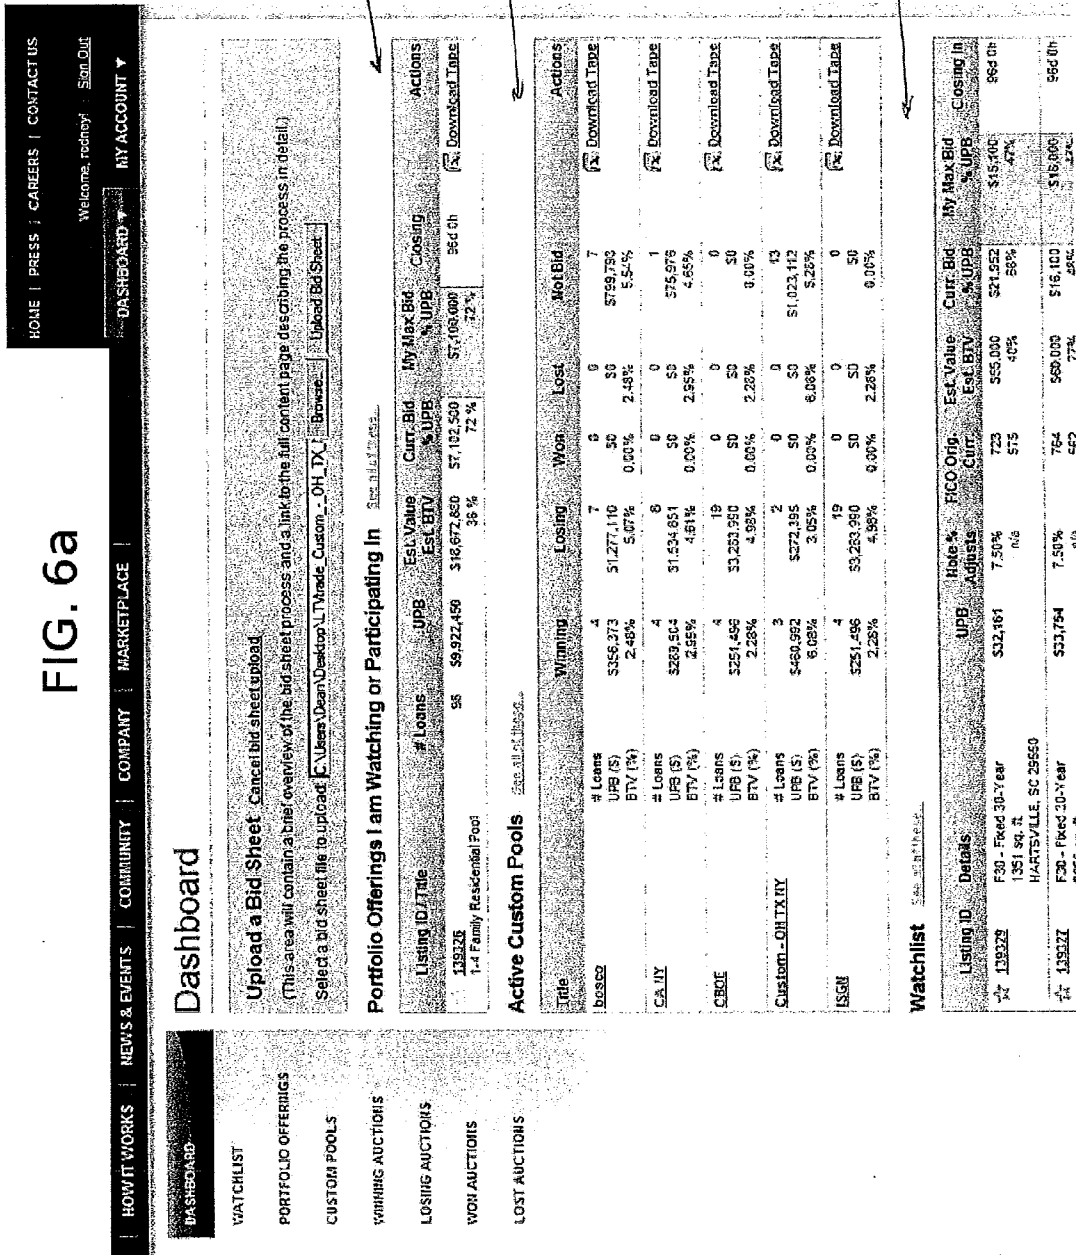 FIG. 6a
HOME | PRESS | CAREERS | CONTACT US
Welcome, rodney! Sign Out
HOW IT WORKS | NEWS & EVENTS | COMMUNITY | COMPANY | MARKETPLACE | DASHBOARD ▼ MY ACCOUNT ▼
DASHBOARD
WATCHLIST
PORTFOLIO OFFERINGS
CUSTOM POOLS
WINNING AUCTIONS
LOSING AUCTIONS
WON AUCTIONS
LOST AUCTIONS
Dashboard
Upload a Bid Sheet Cancel bid sheet upload
(This area will contain a brief overview of the bid sheet process and a link to the full content page describing the process in detail.)
Select a bid sheet file to upload: C:\Users\Dean\Desktop\LTVtrade_Custom_-_OH_TX_ Browse... Upload Bid Sheet
Portfolio Offerings I am Watching or Participating In See all of these...
Listing ID / Title # Loans UPB Est. Value Curr. Bid My Max Bid Closing Actions
Est. BTV % UPB % UPB
139326 98 $9,922,450 $18,672,850 $7,102,500 $7,100,000 96d 0h Download Tape
1-4 Family Residential Pool 38 % 72 % 72 %
Active Custom Pools See all of these...
Title Winning Losing Won Lost Not Bid Actions
bosco # Loans 4 7 0 0 7 Download Tape
UPB ($) $356,373 $1,277,110 $0 $0 $799,793
BTV (%) 2.48% 5.07% 0.00% 2.48% 5.54%
CA NY # Loans 4 8 0 0 1 Download Tape
UPB ($) $289,504 $1,534,651 $0 $0 $75,976
BTV (%) 2.95% 4.61% 0.00% 2.95% 4.65%
CBOE # Loans 4 19 0 0 0 Download Tape
UPB ($) $251,496 $3,263,990 $0 $0 $0
BTV (%) 2.28% 4.98% 0.00% 2.28% 0.00%
Custom - OH TX NY # Loans 3 2 0 0 13 Download Tape
UPB ($) $460,992 $272,395 $0 $0 $1,023,112
BTV (%) 6.08% 3.05% 0.00% 6.08% 5.26%
ISGN # Loans 4 19 0 0 0 Download Tape
UPB ($) $251,496 $3,263,990 $0 $0 $0
BTV (%) 2.28% 4.98% 0.00% 2.28% 0.00%
Watchlist See all of these...
Listing ID Details UPB Note % FICO Orig. Est. Value Curr. Bid My Max Bid Closing In
Adjusts Curr. Est. BTV % UPB % UPB
139329 F30 - Fixed 30-Year $32,161 7.50% 723 $55,000 $21,952 $15,100 96d 0h
1351 sq. ft. n/a 575 40% 68% 47%
HARTSVILLE, SC 29550
139327 F30 - Fixed 30-Year $33,754 7.50% 764 $60,000 $16,100 $16,000 96d 0h